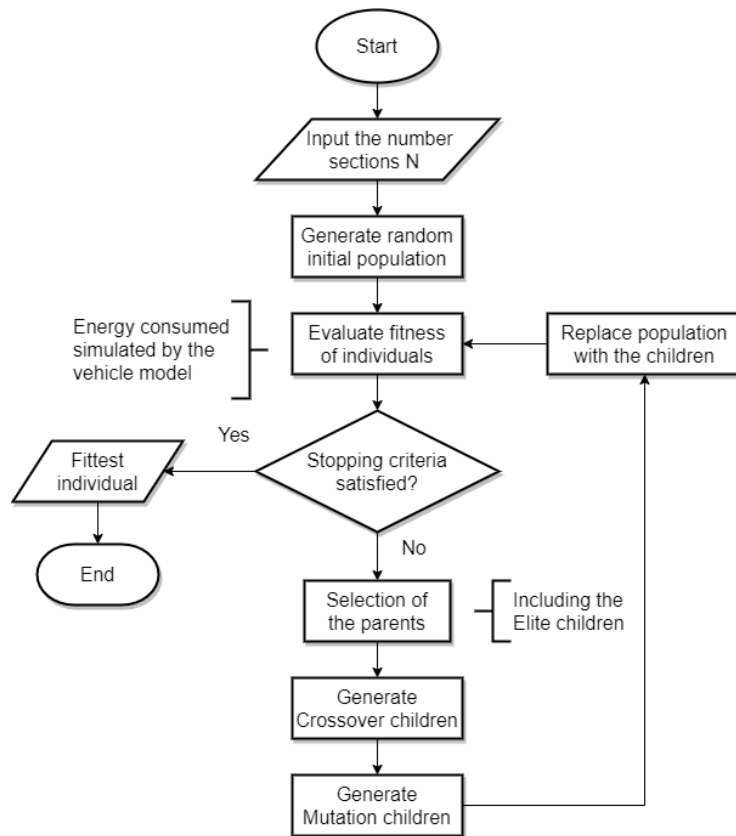 Start
Input the number
sections N
Generate random
initial population
Energy consumed
simulated by the
vehicle model
Evaluate fitness
of individuals
Replace population
with the children
Yes
Stopping criteria
satisfied?
Fittest
individual
End
No
Selection of
the parents
Including the
Elite children
Generate
Crossover children
Generate
Mutation children